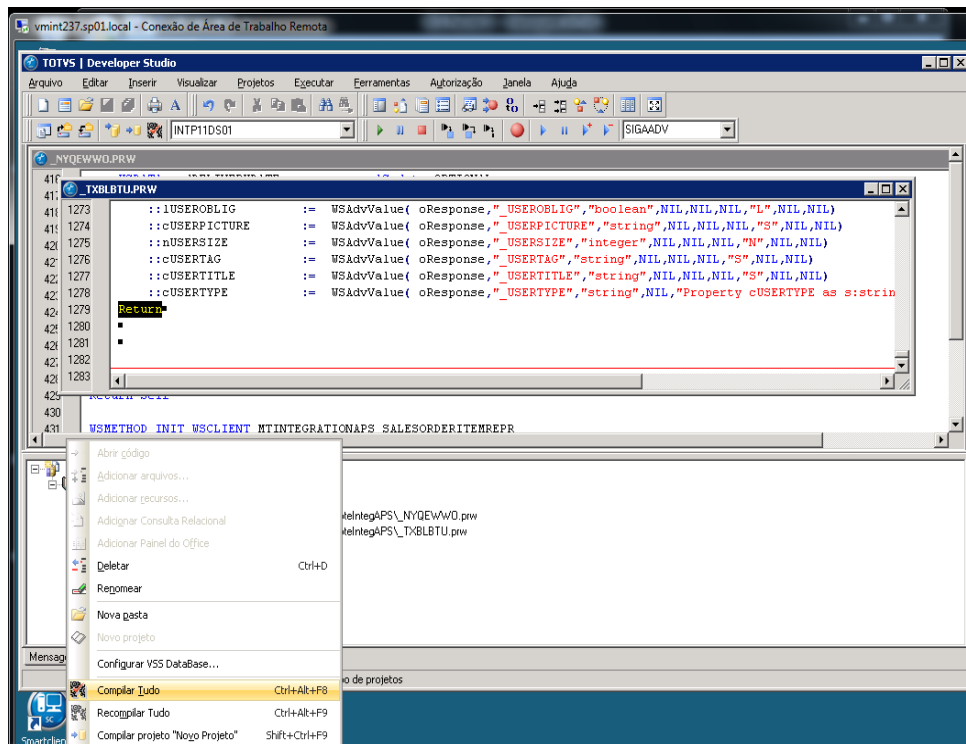 vmint237.sp01.local - Conexão de Área de Trabalho Remota
TOTVS | Developer Studio
Arquivo Editar Inserir Visualizar Projetos Executar Ferramentas Autorização Janela Ajuda
INTP11DS01
SIGAADV
_NYQEWWO.PRW
_TXBLBTU.PRW
1273 ::lUSEROBLIG := WSAdvValue( oResponse,"_USEROBLIG","boolean",NIL,NIL,NIL,"L",NIL,NIL)
1274 ::cUSERPICTURE := WSAdvValue( oResponse,"_USERPICTURE","string",NIL,NIL,NIL,"S",NIL,NIL)
1275 ::nUSERSIZE := WSAdvValue( oResponse,"_USERSIZE","integer",NIL,NIL,NIL,"N",NIL,NIL)
1276 ::cUSERTAG := WSAdvValue( oResponse,"_USERTAG","string",NIL,NIL,NIL,"S",NIL,NIL)
1277 ::cUSERTITLE := WSAdvValue( oResponse,"_USERTITLE","string",NIL,NIL,NIL,"S",NIL,NIL)
1278 ::cUSERTYPE := WSAdvValue( oResponse,"_USERTYPE","string",NIL,"Property cUSERTYPE as s:strin
1279 Return
1280
1281
1282
1283
429 Return Self
430
431 WSMETHOD INIT WSCLIENT MTINTEGRATIONAPS_SALESORDERITEMREPR
Abrir código
Adicionar arquivos...
Adicionar recursos...
teIntegAPS\_NYQEWWO.prw
Adicignar Consulta Relacional
teIntegAPS\_TXBLBTU.prw
Adicionar Painel do Office
Deletar Ctrl+D
Renomear
Nova pasta
Novo projeto
Mensag
Configurar VSS DataBase...
o de projetos
Compilar Tudo Ctrl+Alt+F8
Recompilar Tudo Ctrl+Alt+F9
Compilar projeto "Novo Projeto" Shift+Ctrl+F9
SC
Smartclien